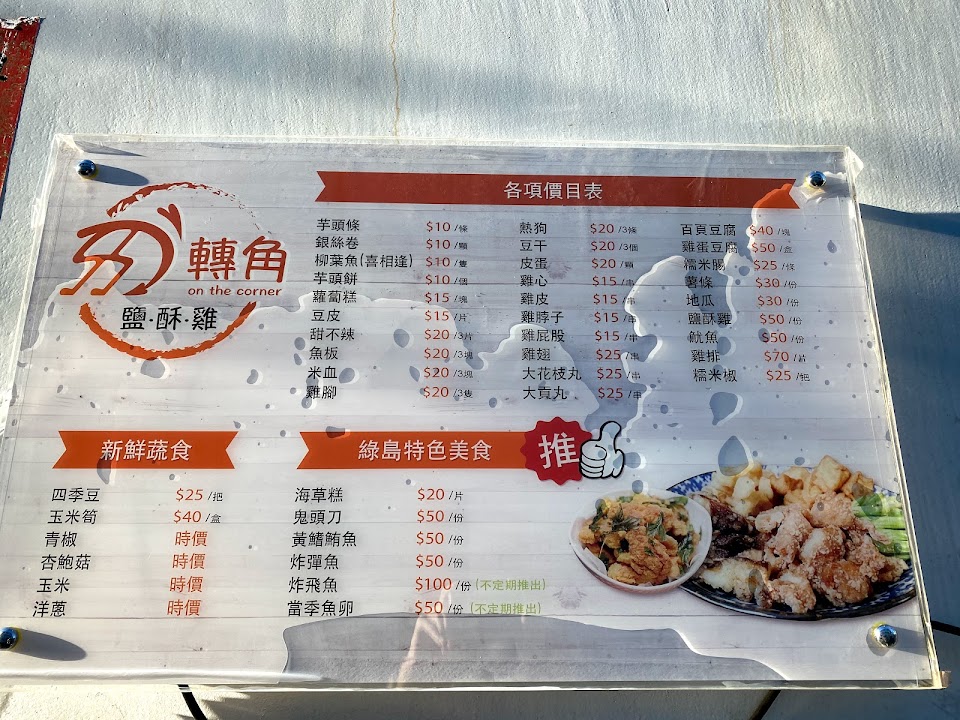 轉角
on the corner
鹽·酥·雞
各項價目表
芋頭條 $10 /條
銀絲卷 $10 /顆
柳葉魚(喜相逢) $10 /隻
芋頭餅 $10 /個
蘿蔔糕 $15 /塊
豆皮 $15 /片
甜不辣 $20 /3片
魚板 $20 /3塊
米血 $20 /3塊
雞腳 $20 /3隻
熱狗 $20 /3條
豆干 $20 /3個
皮蛋 $20 /顆
雞心 $15 /串
雞皮 $15 /串
雞脖子 $15 /串
雞屁股 $15 /串
雞翅 $25 /串
大花枝丸 $25 /串
大貢丸 $25 /串
百頁豆腐 $40 /塊
雞蛋豆腐 $50 /盒
糯米腸 $25 /條
薯條 $30 /份
地瓜 $30 /份
鹽酥雞 $50 /份
魷魚 $50 /份
雞排 $70 /片
糯米椒 $25 /把
新鮮蔬食
四季豆 $25 /把
玉米筍 $40 /盒
青椒 時價
杏鮑菇 時價
玉米 時價
洋蔥 時價
綠島特色美食
推
海草糕 $20 /片
鬼頭刀 $50 /份
黃鰭鮪魚 $50 /份
炸彈魚 $50 /份
炸飛魚 $100 /份 (不定期推出)
當季魚卵 $50 /份 (不定期推出)